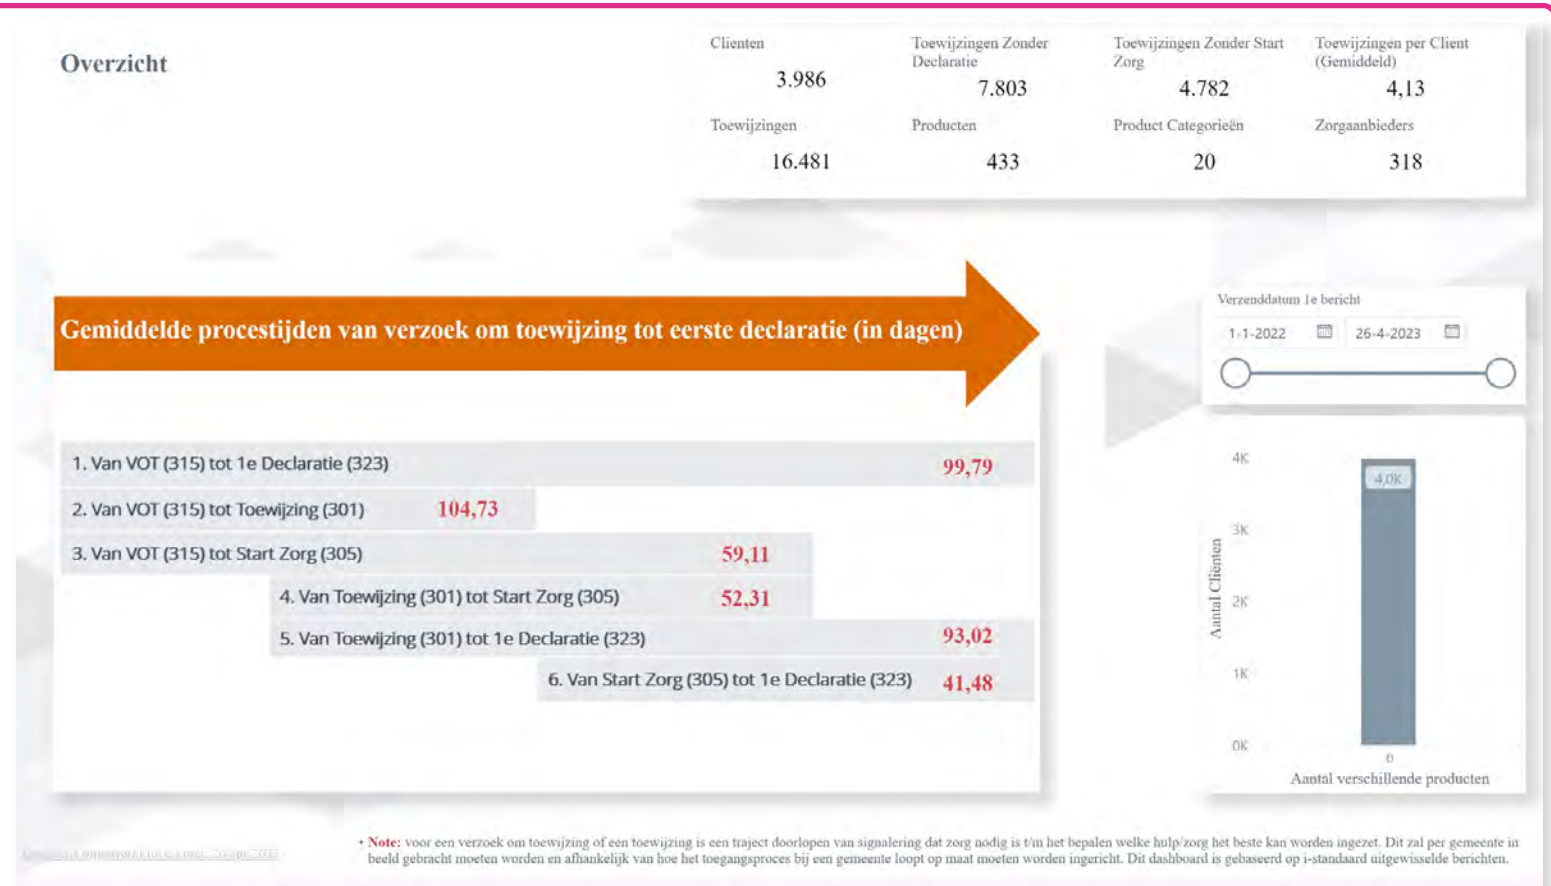 Overzicht
Clienten
3.986
Toewijzingen Zonder
Declaratie
7.803
Toewijzingen Zonder Start
Zorg
4.782
Toewijzingen per Client
(Gemiddeld)
4,13
Toewijzingen
16.481
Producten
433
Product Categorieën
20
Zorgaanbieders
318
Gemiddelde procestijden van verzoek om toewijzing tot eerste declaratie (in dagen)
Verzenddatum 1e bericht
1-1-2022 26-4-2023
1. Van VOT (315) tot 1e Declaratie (323) 99,79
2. Van VOT (315) tot Toewijzing (301) 104,73
3. Van VOT (315) tot Start Zorg (305) 59,11
4. Van Toewijzing (301) tot Start Zorg (305) 52,31
5. Van Toewijzing (301) tot 1e Declaratie (323) 93,02
6. Van Start Zorg (305) tot 1e Declaratie (323) 41,48
Aantal Cliënten
4K
4,0K
3K
2K
1K
0K
0
Aantal verschillende producten
• Note: voor een verzoek om toewijzing of een toewijzing is een traject doorlopen van signalering dat zorg nodig is t/m het bepalen welke hulp/zorg het beste kan worden ingezet. Dit zal per gemeente in
beeld gebracht moeten worden en afhankelijk van hoe het toegangsproces bij een gemeente loopt op maat moeten worden ingericht. Dit dashboard is gebaseerd op i-standaard uitgewisselde berichten.